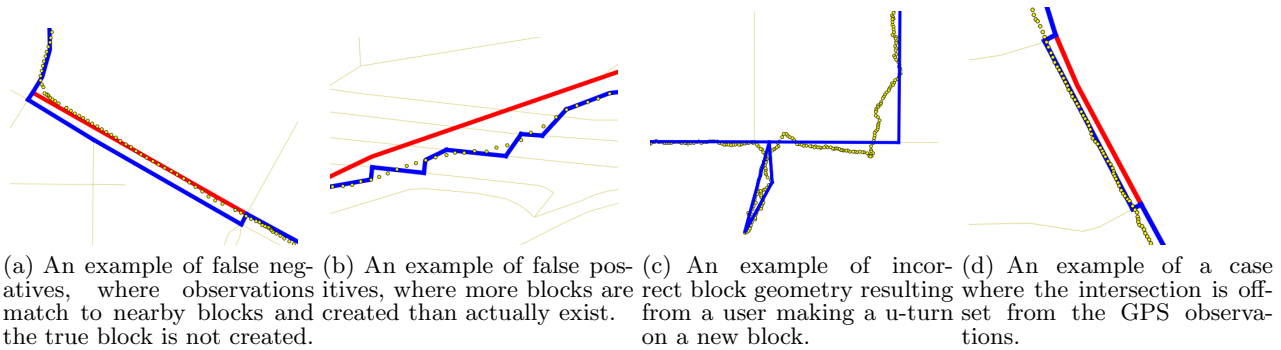 (a) An example of false neg-
atives, where observations
match to nearby blocks and
the true block is not created.
(b) An example of false pos-
itives, where more blocks are
created than actually exist.
(c) An example of incor-
rect block geometry resulting
from a user making a u-turn
on a new block.
(d) An example of a case
where the intersection is off-
set from the GPS observa-
tions.